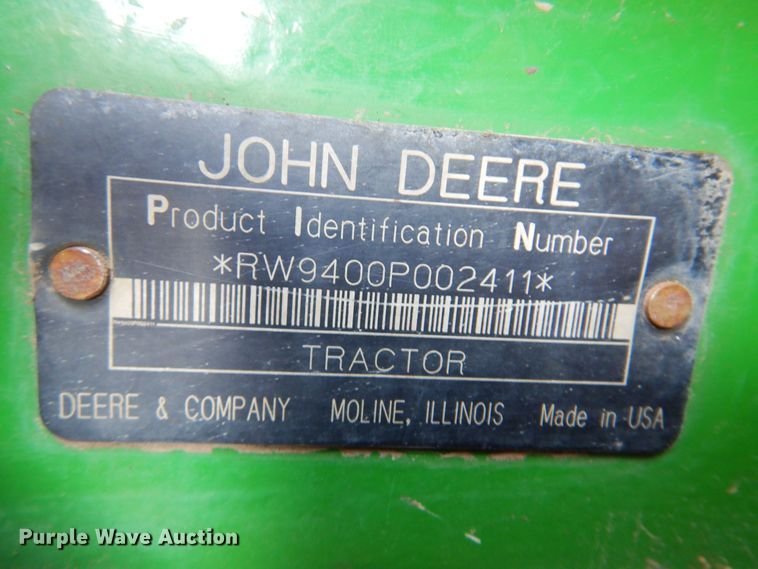 JOHN DEERE
Product Identification Number
*RW9400P002411*
TRACTOR
DEERE & COMPANY MOLINE, ILLINOIS Made in USA
Purple Wave Auction